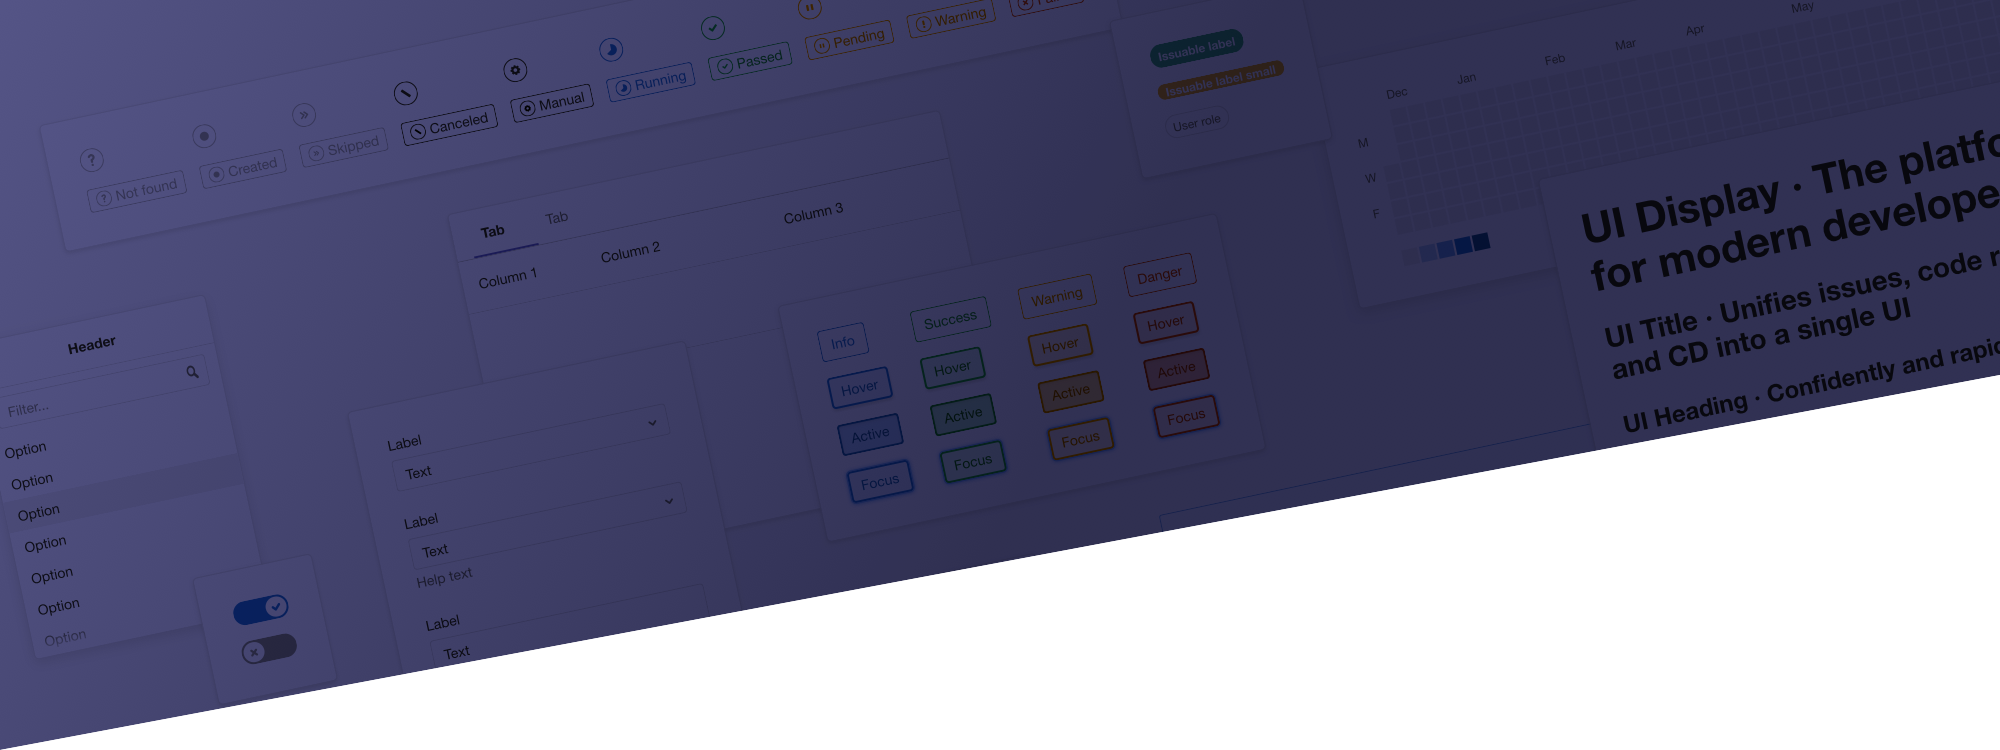 Not found
Created
Skipped
Canceled
Manual
Running
Passed
Pending
Warning
Issuable label
Issuable label small
User role
Dec
Jan
Feb
Mar
Apr
May
M
W
F
UI Display · The
for modern
UI Title · Unifies issues, code
and CD into a single UI
UI Heading · Confidently and
Tab Tab
Column 1 Column 2 Column 3
Info Success Warning Danger
Hover Hover Hover Hover
Active Active Active Active
Focus Focus Focus Focus
Header
Filter...
Option
Option
Option
Option
Option
Option
Option
Label
Text
Label
Text
Help text
Label
Text